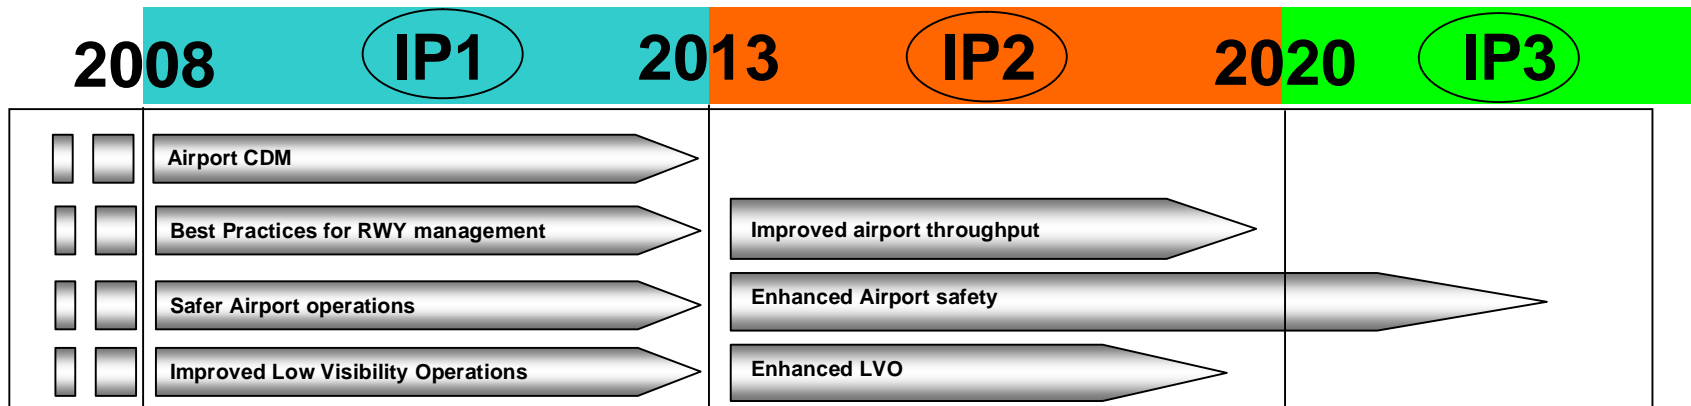 2008 IP1 2013 IP2 2020 IP3
Airport CDM
Best Practices for RWY management Improved airport throughput
Safer Airport operations Enhanced Airport safety
Improved Low Visibility Operations Enhanced LVO